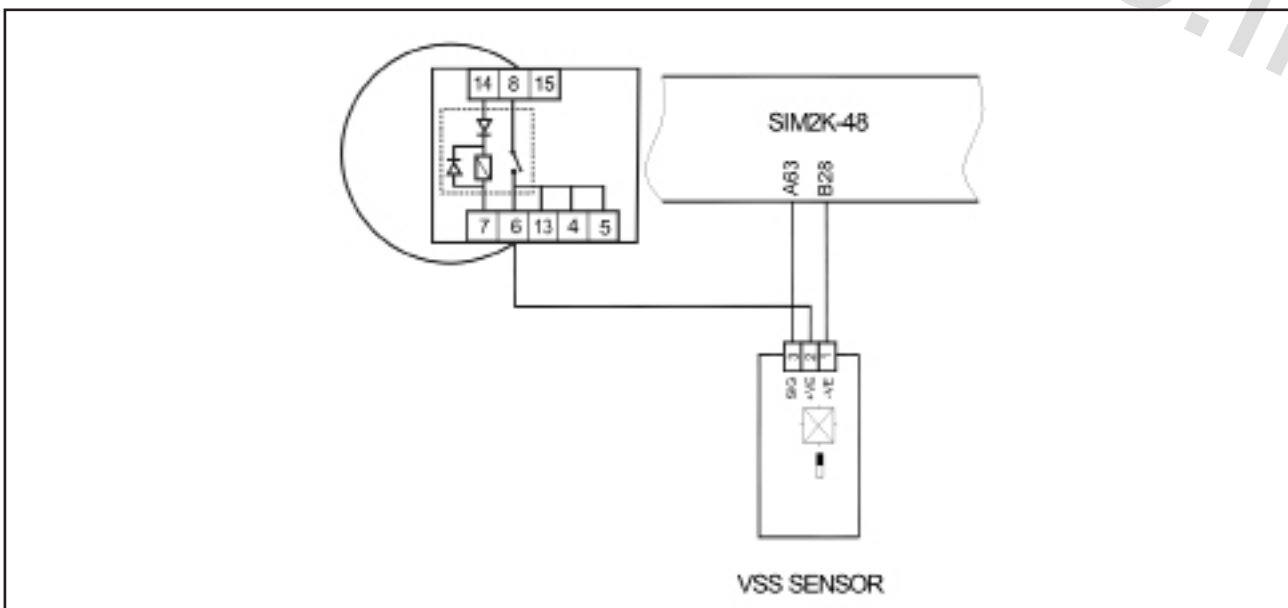 14 8 15
SIM2K-48
A63
B28
7 6 13 4 5
3 2 1
SIG +VE -VE
VSS SENSOR